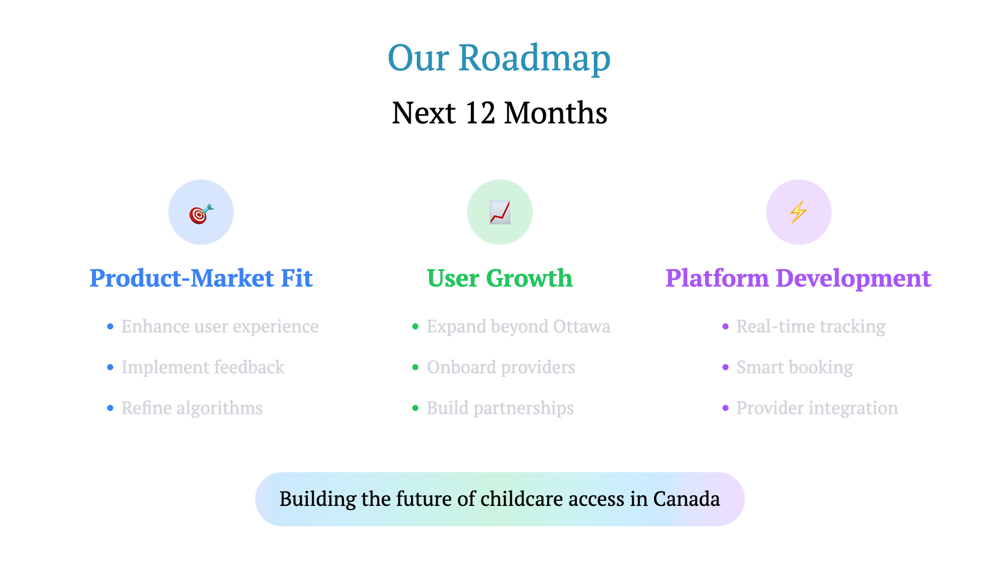 Our Roadmap
Next 12 Months
Product-Market Fit
Enhance user experience
Implement feedback
Refine algorithms
User Growth
Expand beyond Ottawa
Onboard providers
Build partnerships
Platform Development
Real-time tracking
Smart booking
Provider integration
Building the future of childcare access in Canada